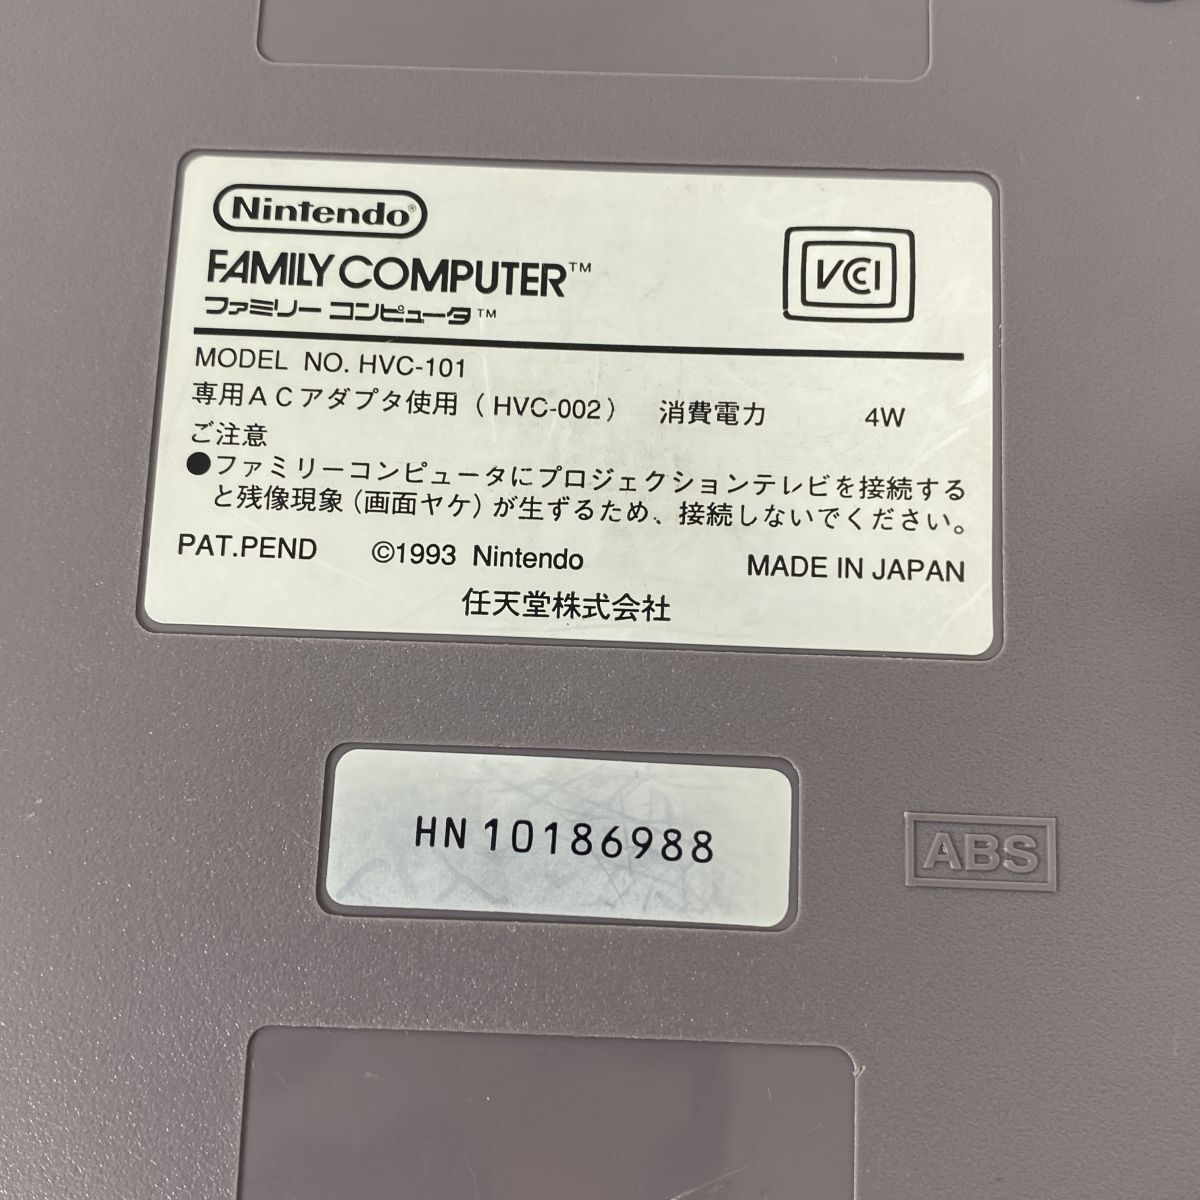 Nintendo®
FAMILY COMPUTER™
ファミリー コンピュータ™
VCCI
MODEL NO. HVC-101
専用ACアダプタ使用（HVC-002） 消費電力 4W
ご注意
●ファミリーコンピュータにプロジェクションテレビを接続する
と残像現象（画面ヤケ）が生ずるため、接続しないでください。
PAT.PEND ©1993 Nintendo MADE IN JAPAN
任天堂株式会社
HN 10186988
ABS